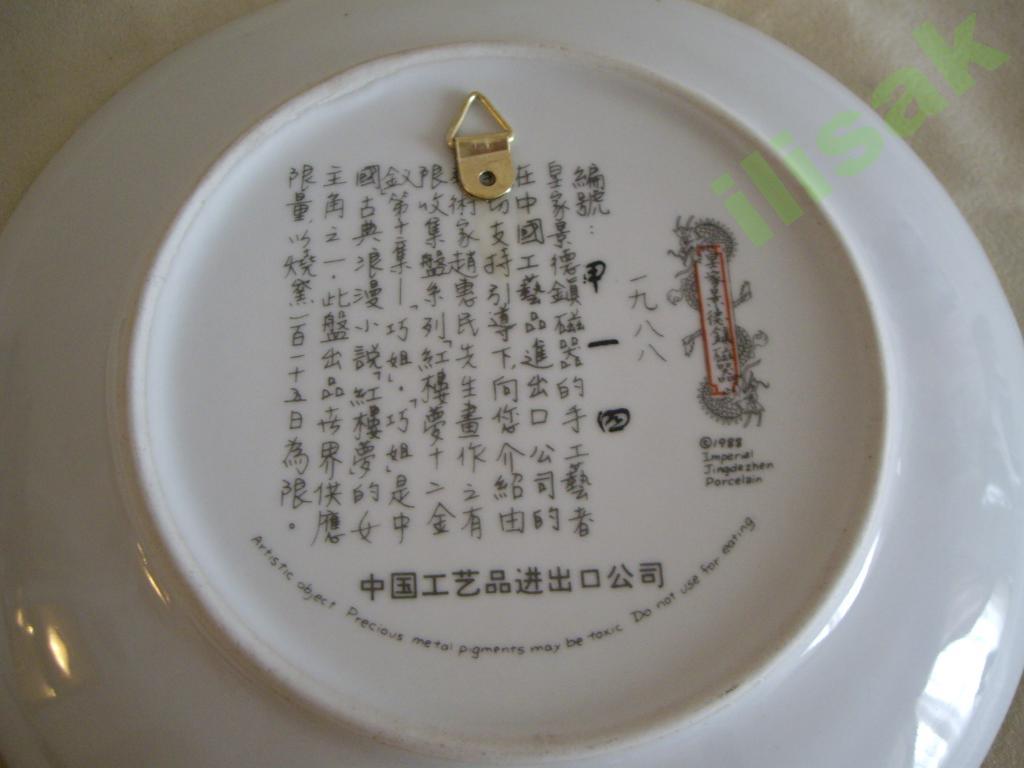 一九八八
編號:
甲一四
皇家景德鎮磁器的手工藝者
在中國工藝品進出口公司的
切支持引導下,向您介紹由
術家趙惠民先生畫作之有
限收集盤系列「紅樓夢十二金
釵」第十集—「巧姐」。「巧姐」是中
國古典浪漫小說「紅樓夢」的女
主角之一.此盤出品世界供應
限量,以燒窯一百一十五日為限。
©1988
Imperial
Jingdezhen
Porcelain
中国工艺品进出口公司
Artistic object Precious metal pigments may be toxic Do not use for eating
ilisak